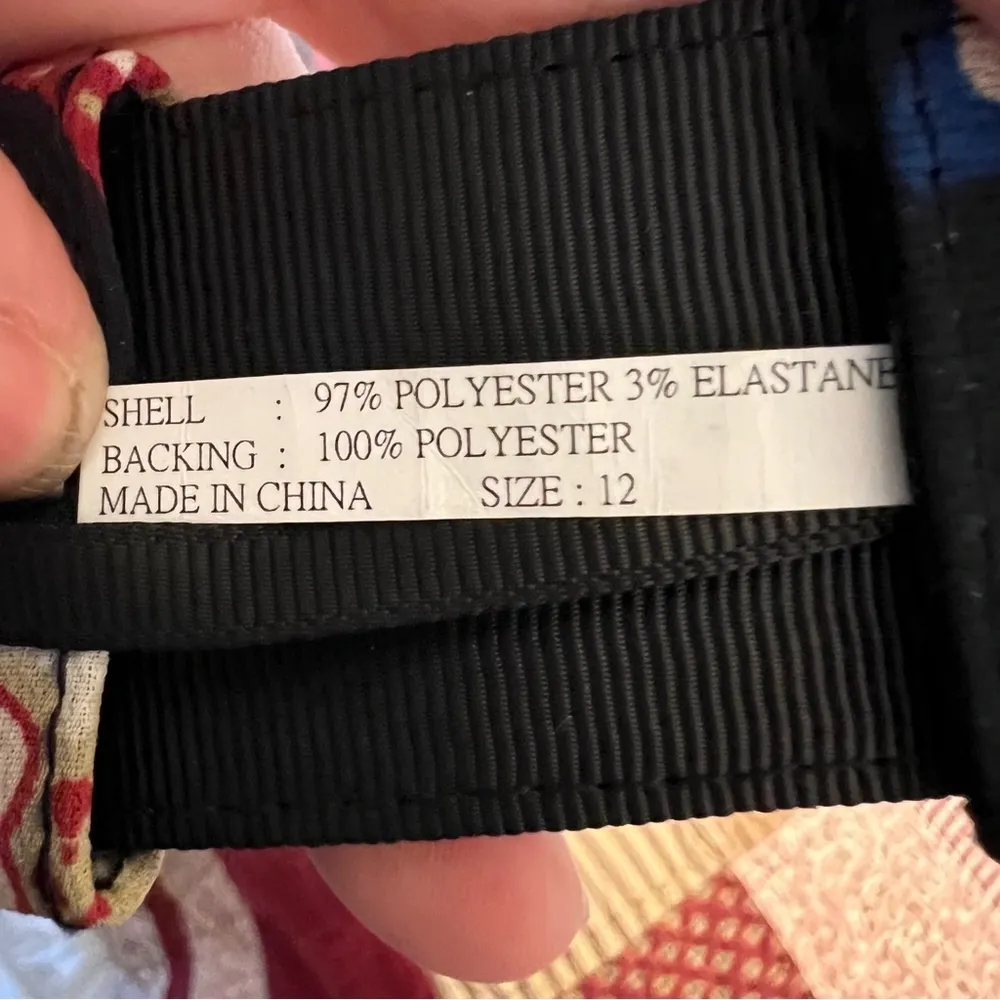 SHELL : 97% POLYESTER 3% ELASTANE
BACKING : 100% POLYESTER
MADE IN CHINA SIZE : 12